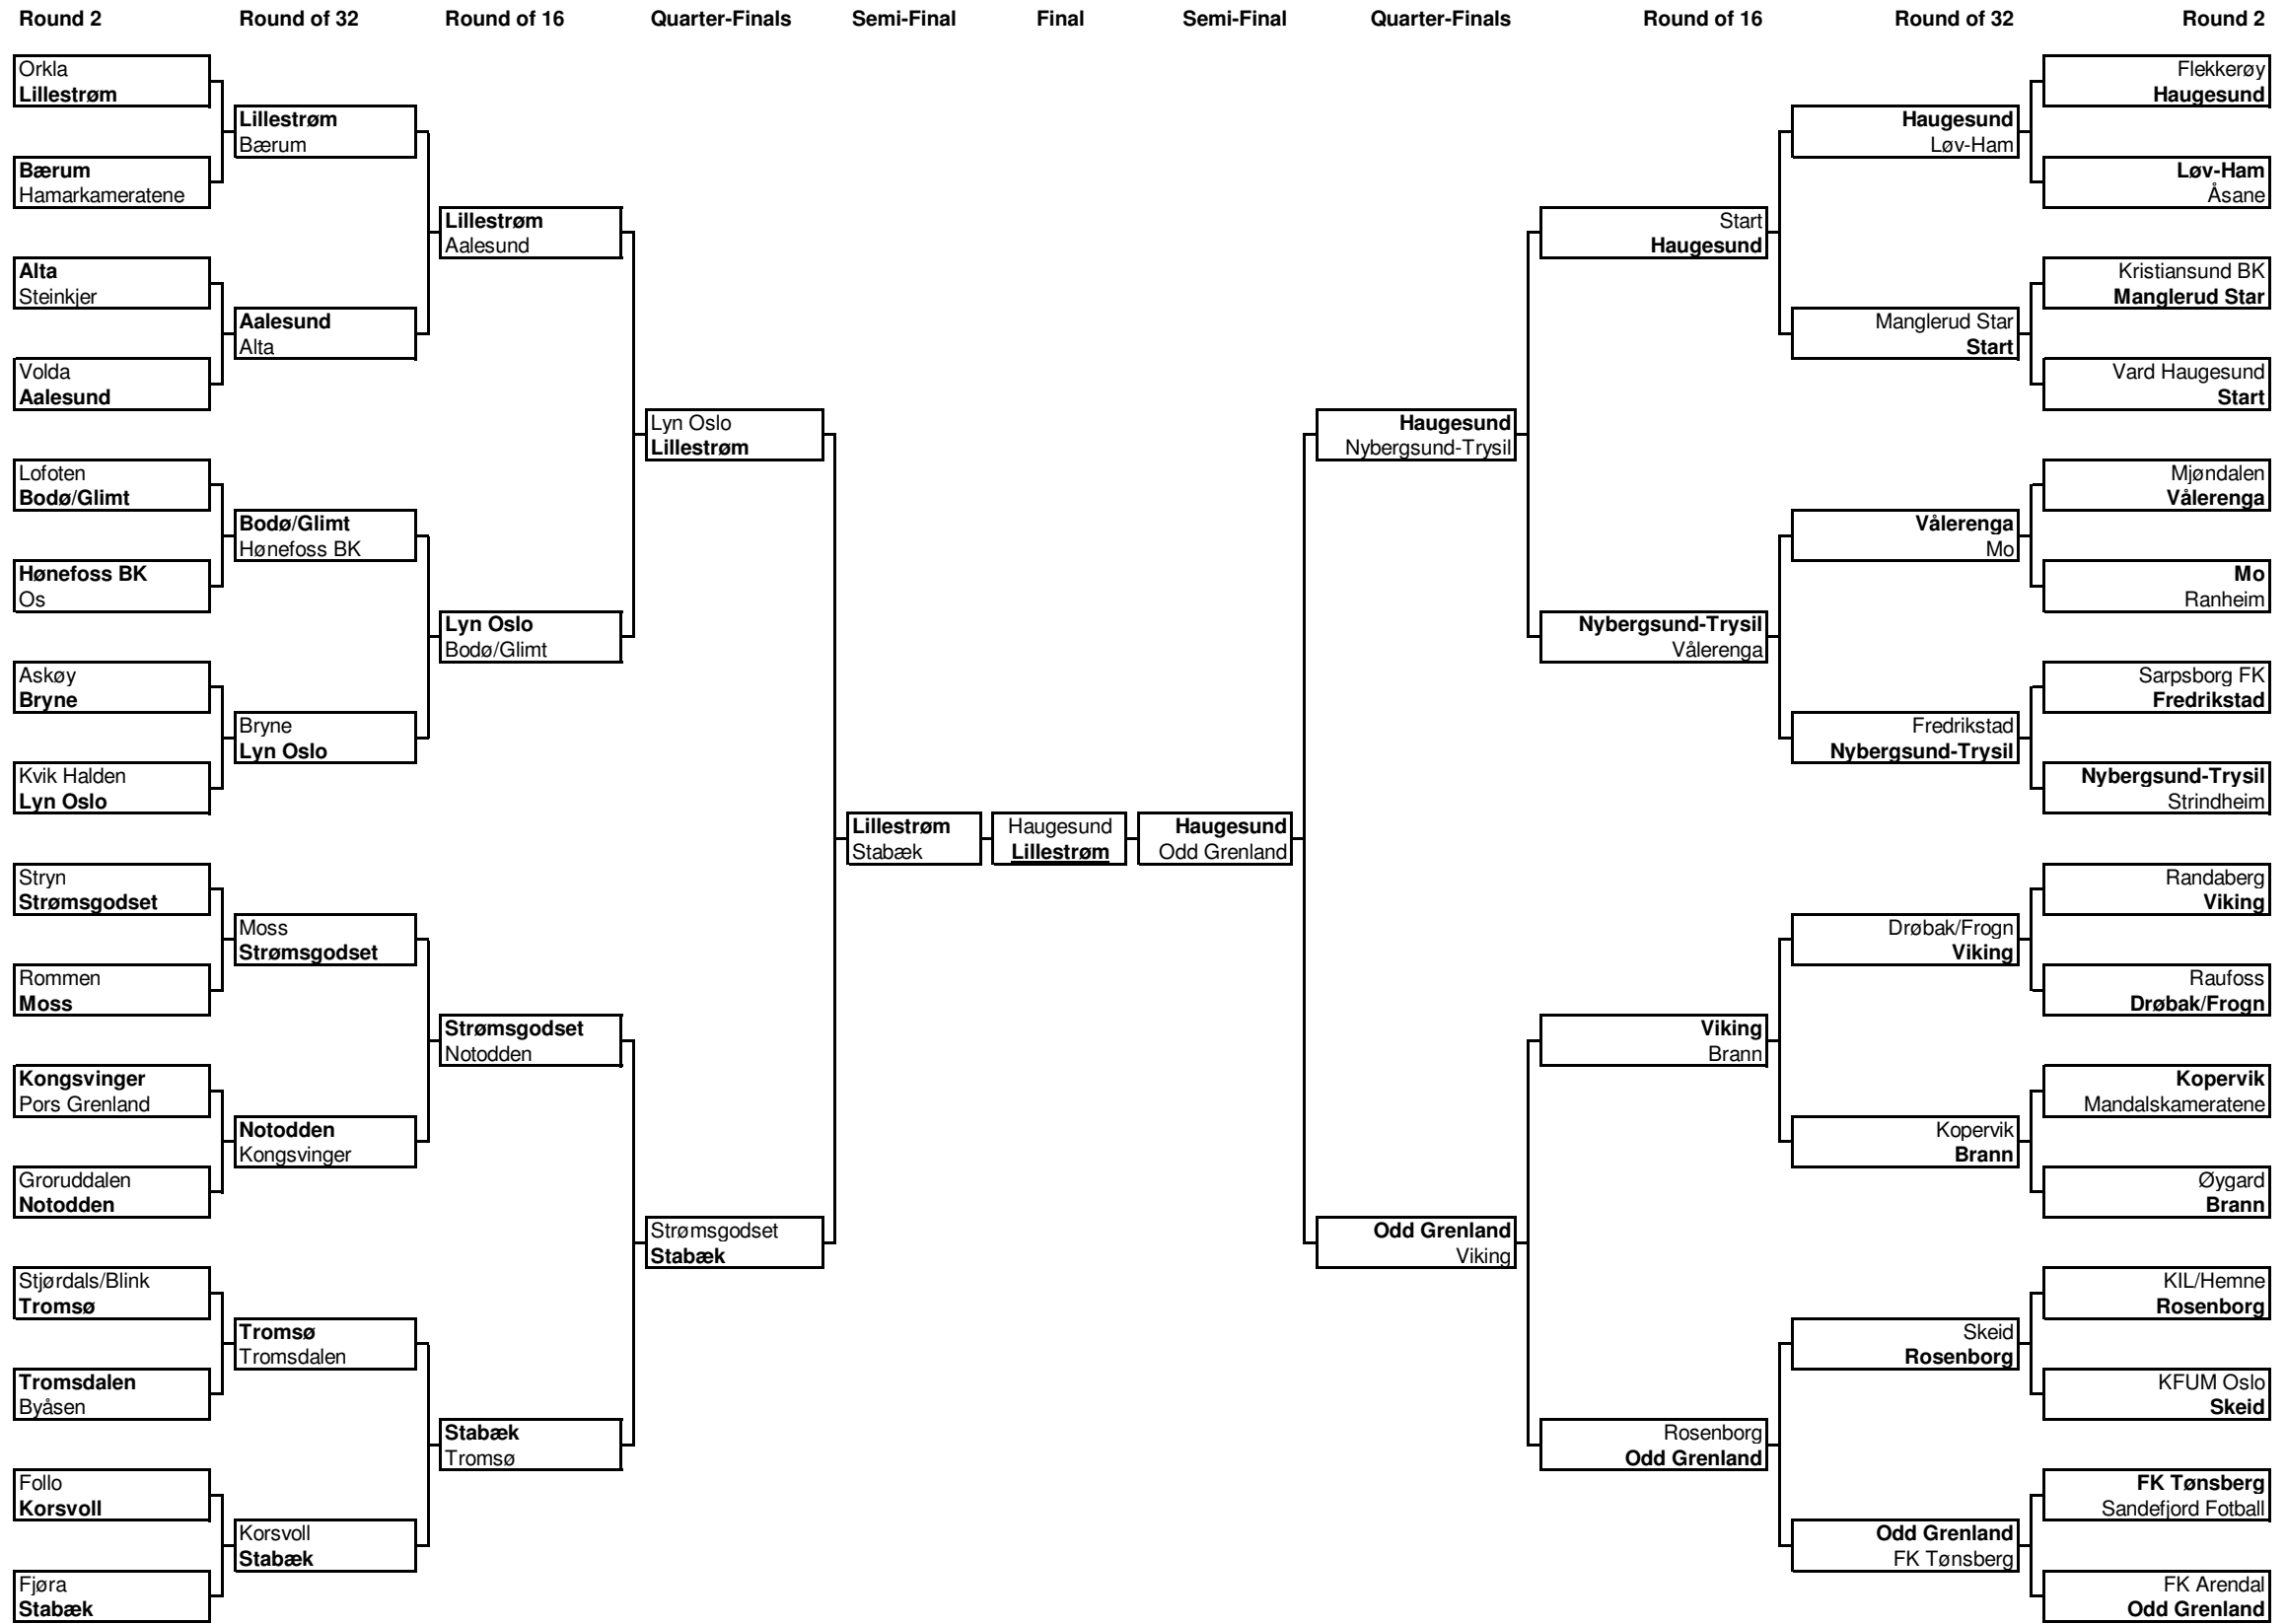 Round 2
Round of 32
Round of 16
Quarter-Finals
Semi-Final
Final
Semi-Final
Quarter-Finals
Round of 16
Round of 32
Round 2
Orkla
Lillestrøm
Bærum
Hamarkameratene
Alta
Steinkjer
Volda
Aalesund
Lofoten
Bodø/Glimt
Hønefoss BK
Os
Askøy
Bryne
Kvik Halden
Lyn Oslo
Stryn
Strømsgodset
Rommen
Moss
Kongsvinger
Pors Grenland
Groruddalen
Notodden
Stjørdals/Blink
Tromsø
Tromsdalen
Byåsen
Follo
Korsvoll
Fjøra
Stabæk
Lillestrøm
Bærum
Aalesund
Alta
Bodø/Glimt
Hønefoss BK
Bryne
Lyn Oslo
Moss
Strømsgodset
Notodden
Kongsvinger
Tromsø
Tromsdalen
Korsvoll
Stabæk
Lillestrøm
Aalesund
Lyn Oslo
Bodø/Glimt
Strømsgodset
Notodden
Stabæk
Tromsø
Lyn Oslo
Lillestrøm
Strømsgodset
Stabæk
Lillestrøm
Stabæk
Haugesund
Lillestrøm
Haugesund
Odd Grenland
Haugesund
Nybergsund-Trysil
Odd Grenland
Viking
Start
Haugesund
Nybergsund-Trysil
Vålerenga
Viking
Brann
Rosenborg
Odd Grenland
Haugesund
Løv-Ham
Manglerud Star
Start
Vålerenga
Mo
Fredrikstad
Nybergsund-Trysil
Drøbak/Frogn
Viking
Kopervik
Brann
Skeid
Rosenborg
Odd Grenland
FK Tønsberg
Flekkerøy
Haugesund
Løv-Ham
Åsane
Kristiansund BK
Manglerud Star
Vard Haugesund
Start
Mjøndalen
Vålerenga
Mo
Ranheim
Sarpsborg FK
Fredrikstad
Nybergsund-Trysil
Strindheim
Randaberg
Viking
Raufoss
Drøbak/Frogn
Kopervik
Mandalskameratene
Øygard
Brann
KIL/Hemne
Rosenborg
KFUM Oslo
Skeid
FK Tønsberg
Sandefjord Fotball
FK Arendal
Odd Grenland